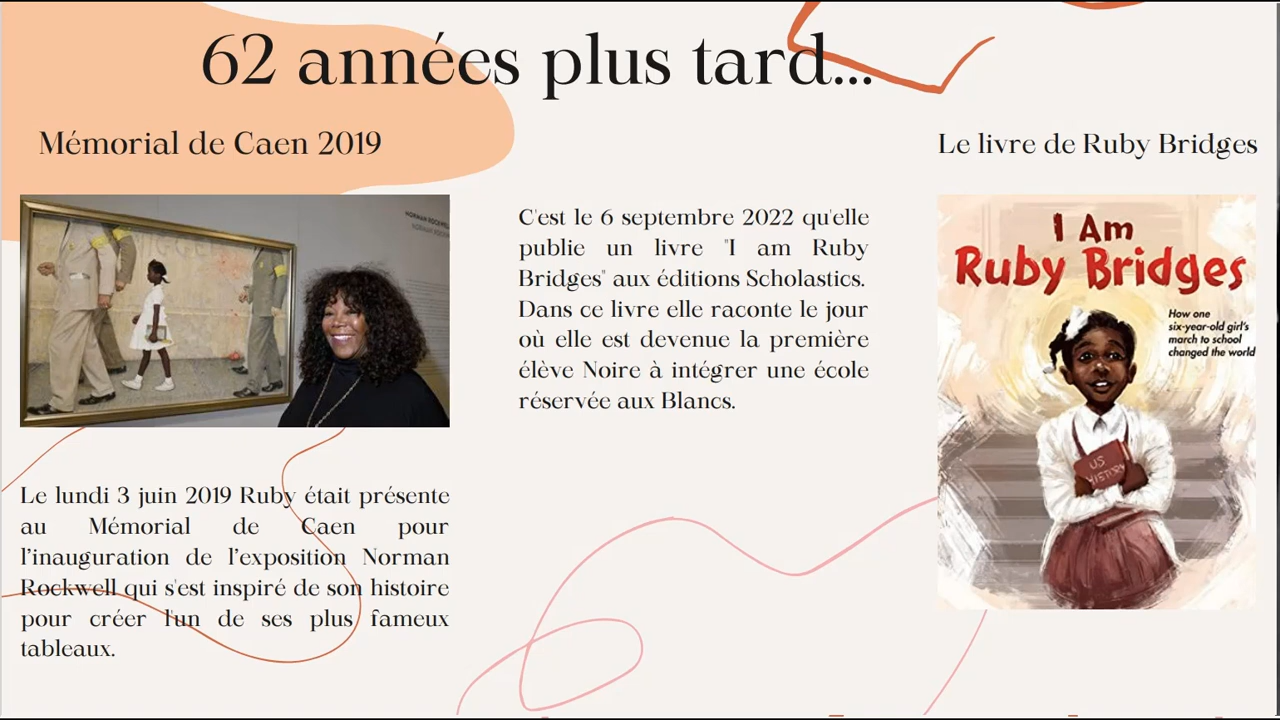 62 années plus tard...
Mémorial de Caen 2019
NORMAN ROCKWELL
Le lundi 3 juin 2019 Ruby était présente
au Mémorial de Caen pour
l'inauguration de l'exposition Norman
Rockwell qui s'est inspiré de son histoire
pour créer l'un de ses plus fameux
tableaux.
C'est le 6 septembre 2022 qu'elle
publie un livre "I am Ruby
Bridges" aux éditions Scholastics.
Dans ce livre elle raconte le jour
où elle est devenue la première
élève Noire à intégrer une école
réservée aux Blancs.
Le livre de Ruby Bridges
I Am
Ruby Bridges
How one
six-year-old girl's
march to school
changed the world
US
HISTORY